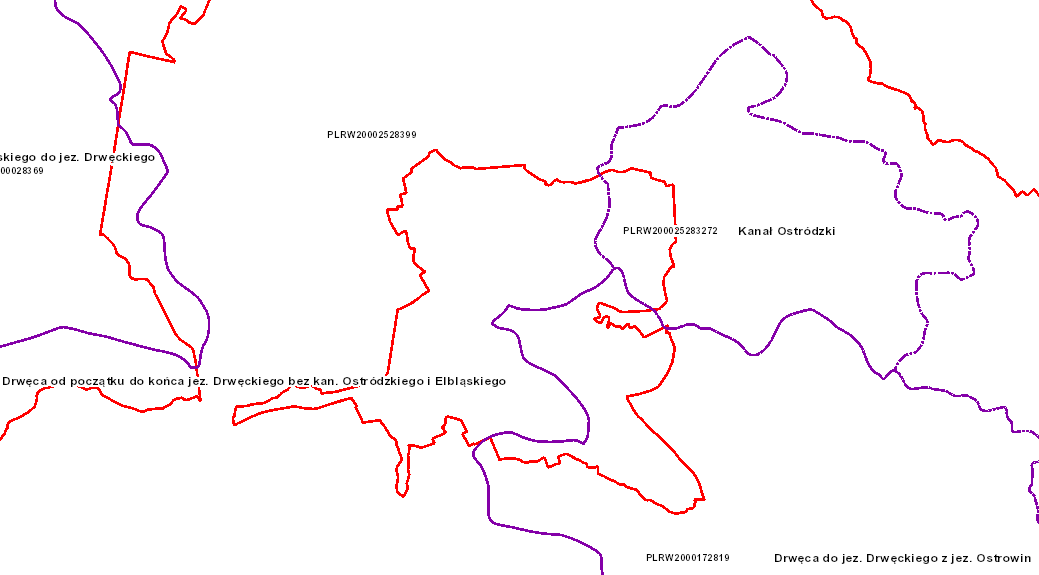 PLRW20002528399
skiego do jez. Drwęckiego
00028369
PLRW200025283272 Kanał Ostródzki
Drwęca od początku do końca jez. Drwęckiego bez kan. Ostródzkiego i Elbląskiego
PLRW2000172819 Drwęca do jez. Drwęckiego z jez. Ostrowin